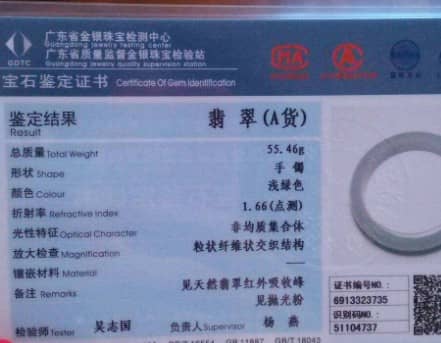 广东省金银珠宝检测中心
Guangdong jewelry testing center
广东省质量监督金银珠宝检验站
Guangdong jewelry quality supervision station
GDTC
宝石鉴定证书 Certificate Of Gem Identification
鉴定结果 翡翠(A货)
Result
总质量 Total Weight 55.46g
形状 Shape 手镯
颜色 Colour 浅绿色
折射率 Refractive Index 1.66(点测)
光性特征 Optical Character 非均质集合体
放大检查 Magnification 粒状纤维状交织结构
镶嵌材料 Material
备注 Remarks 见天然翡翠红外吸收峰
见抛光粉
证书编号NO.:
6913323735
识别码NO.:
51104737
检验师 Tester 吴志国 负责人 Supervisor 杨燕
GB/T 18043